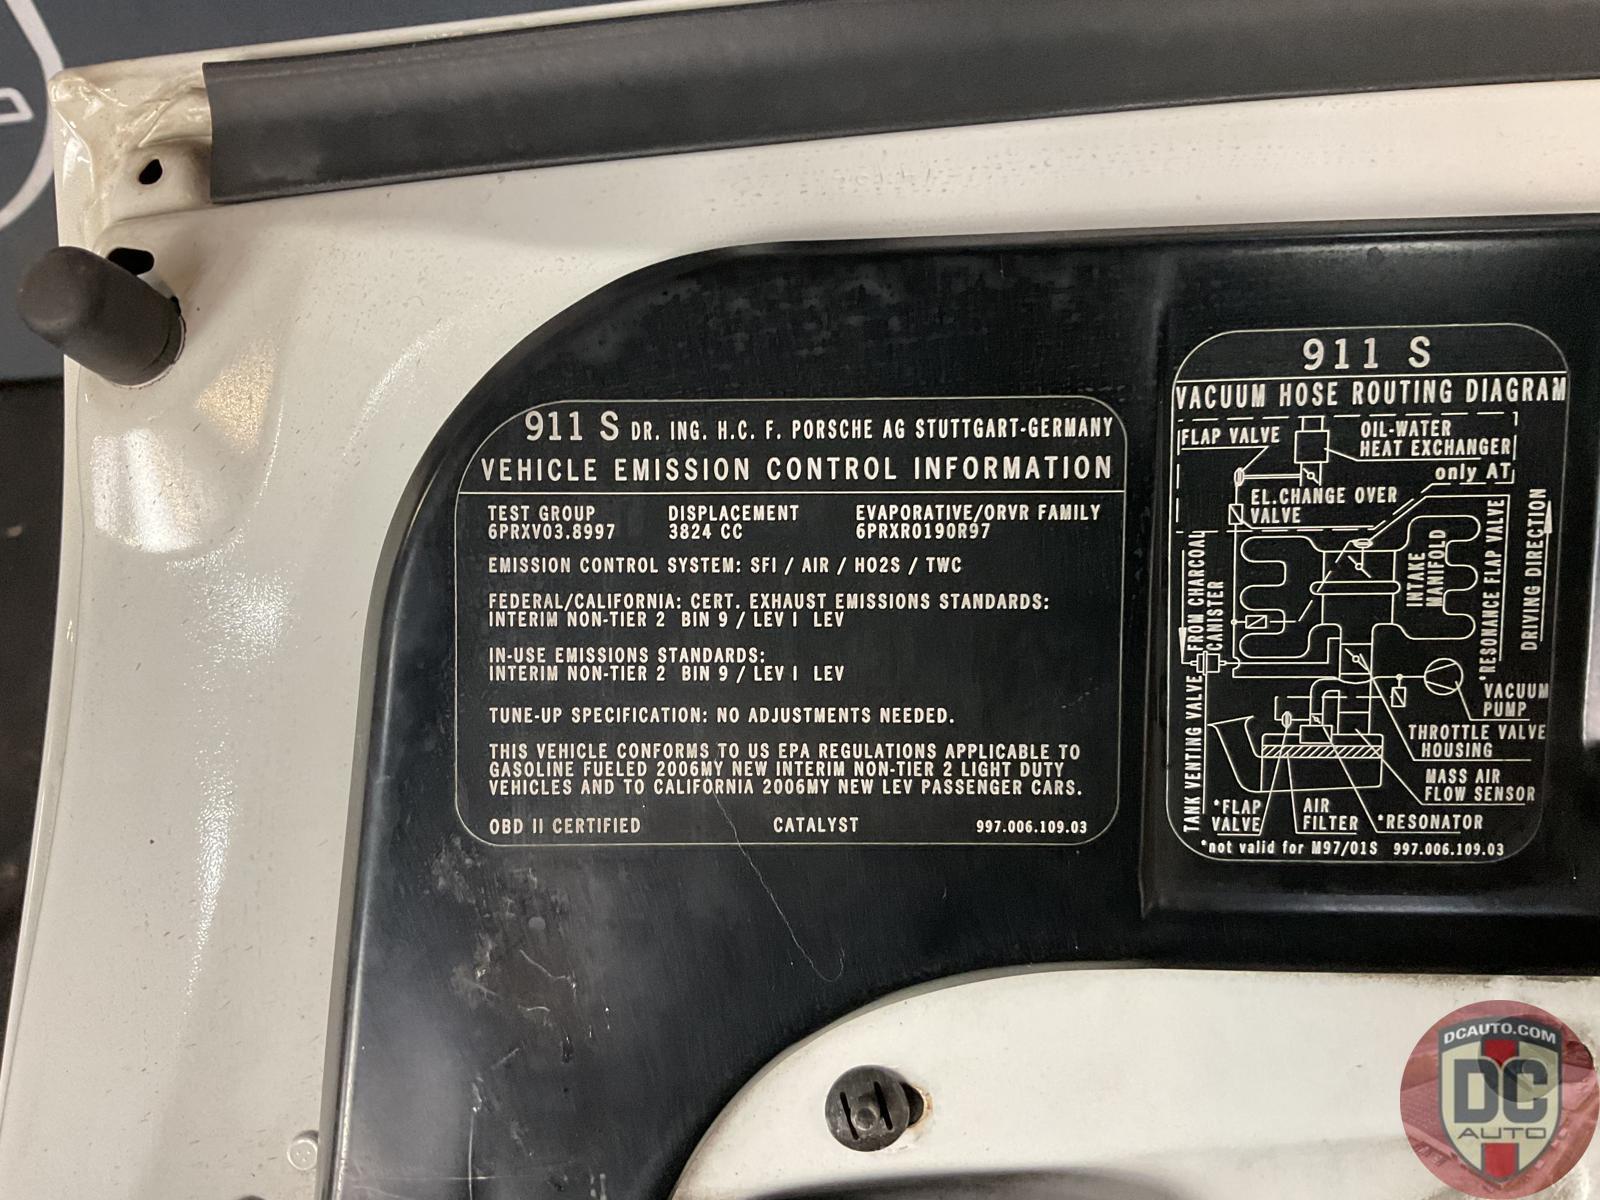 911 S DR. ING. H.C. F. PORSCHE AG STUTTGART-GERMANY
VEHICLE EMISSION CONTROL INFORMATION
TEST GROUP DISPLACEMENT EVAPORATIVE/ORVR FAMILY
6PRXV03.8997 3824 CC 6PRXR0190R97
EMISSION CONTROL SYSTEM: SFI / AIR / HO2S / TWC
FEDERAL/CALIFORNIA: CERT. EXHAUST EMISSIONS STANDARDS:
INTERIM NON-TIER 2 BIN 9 / LEV I LEV
IN-USE EMISSIONS STANDARDS:
INTERIM NON-TIER 2 BIN 9 / LEV I LEV
TUNE-UP SPECIFICATION: NO ADJUSTMENTS NEEDED.
THIS VEHICLE CONFORMS TO US EPA REGULATIONS APPLICABLE TO
GASOLINE FUELED 2006MY NEW INTERIM NON-TIER 2 LIGHT DUTY
VEHICLES AND TO CALIFORNIA 2006MY NEW LEV PASSENGER CARS.
OBD II CERTIFIED CATALYST 997.006.109.03
911 S
VACUUM HOSE ROUTING DIAGRAM
FLAP VALVE
OIL-WATER
HEAT EXCHANGER
only AT
EL.CHANGE OVER
VALVE
FROM CHARCOAL
CANISTER
INTAKE
MANIFOLD
*RESONANCE FLAP VALVE
DRIVING DIRECTION
TANK VENTING VALVE
VACUUM
PUMP
THROTTLE VALVE
HOUSING
MASS AIR
FLOW SENSOR
*FLAP
VALVE
AIR
FILTER
*RESONATOR
*not valid for M97/01S 997.006.109.03
DCAUTO.COM
DC
AUTO